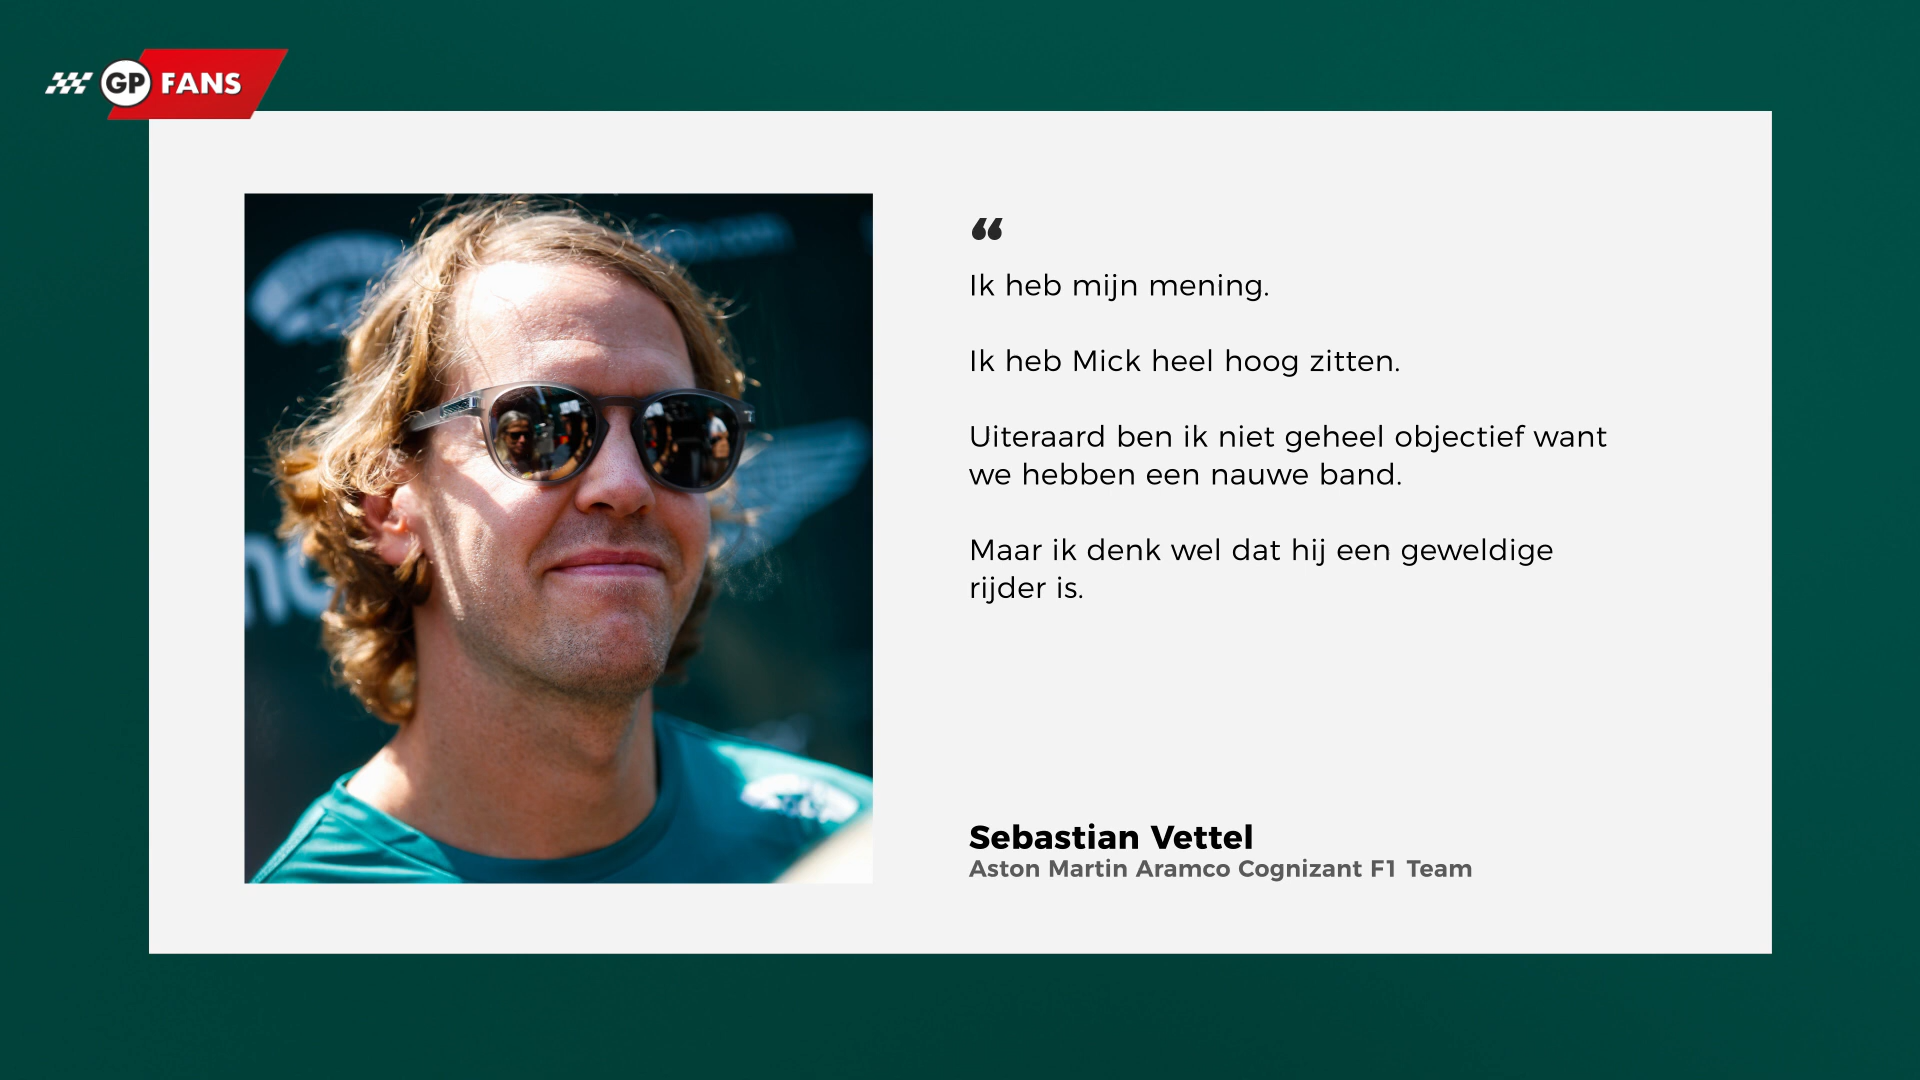 GP FANS
“
Ik heb mijn mening.
Ik heb Mick heel hoog zitten.
Uiteraard ben ik niet geheel objectief want
we hebben een nauwe band.
Maar ik denk wel dat hij een geweldige
rijder is.
Sebastian Vettel
Aston Martin Aramco Cognizant F1 Team